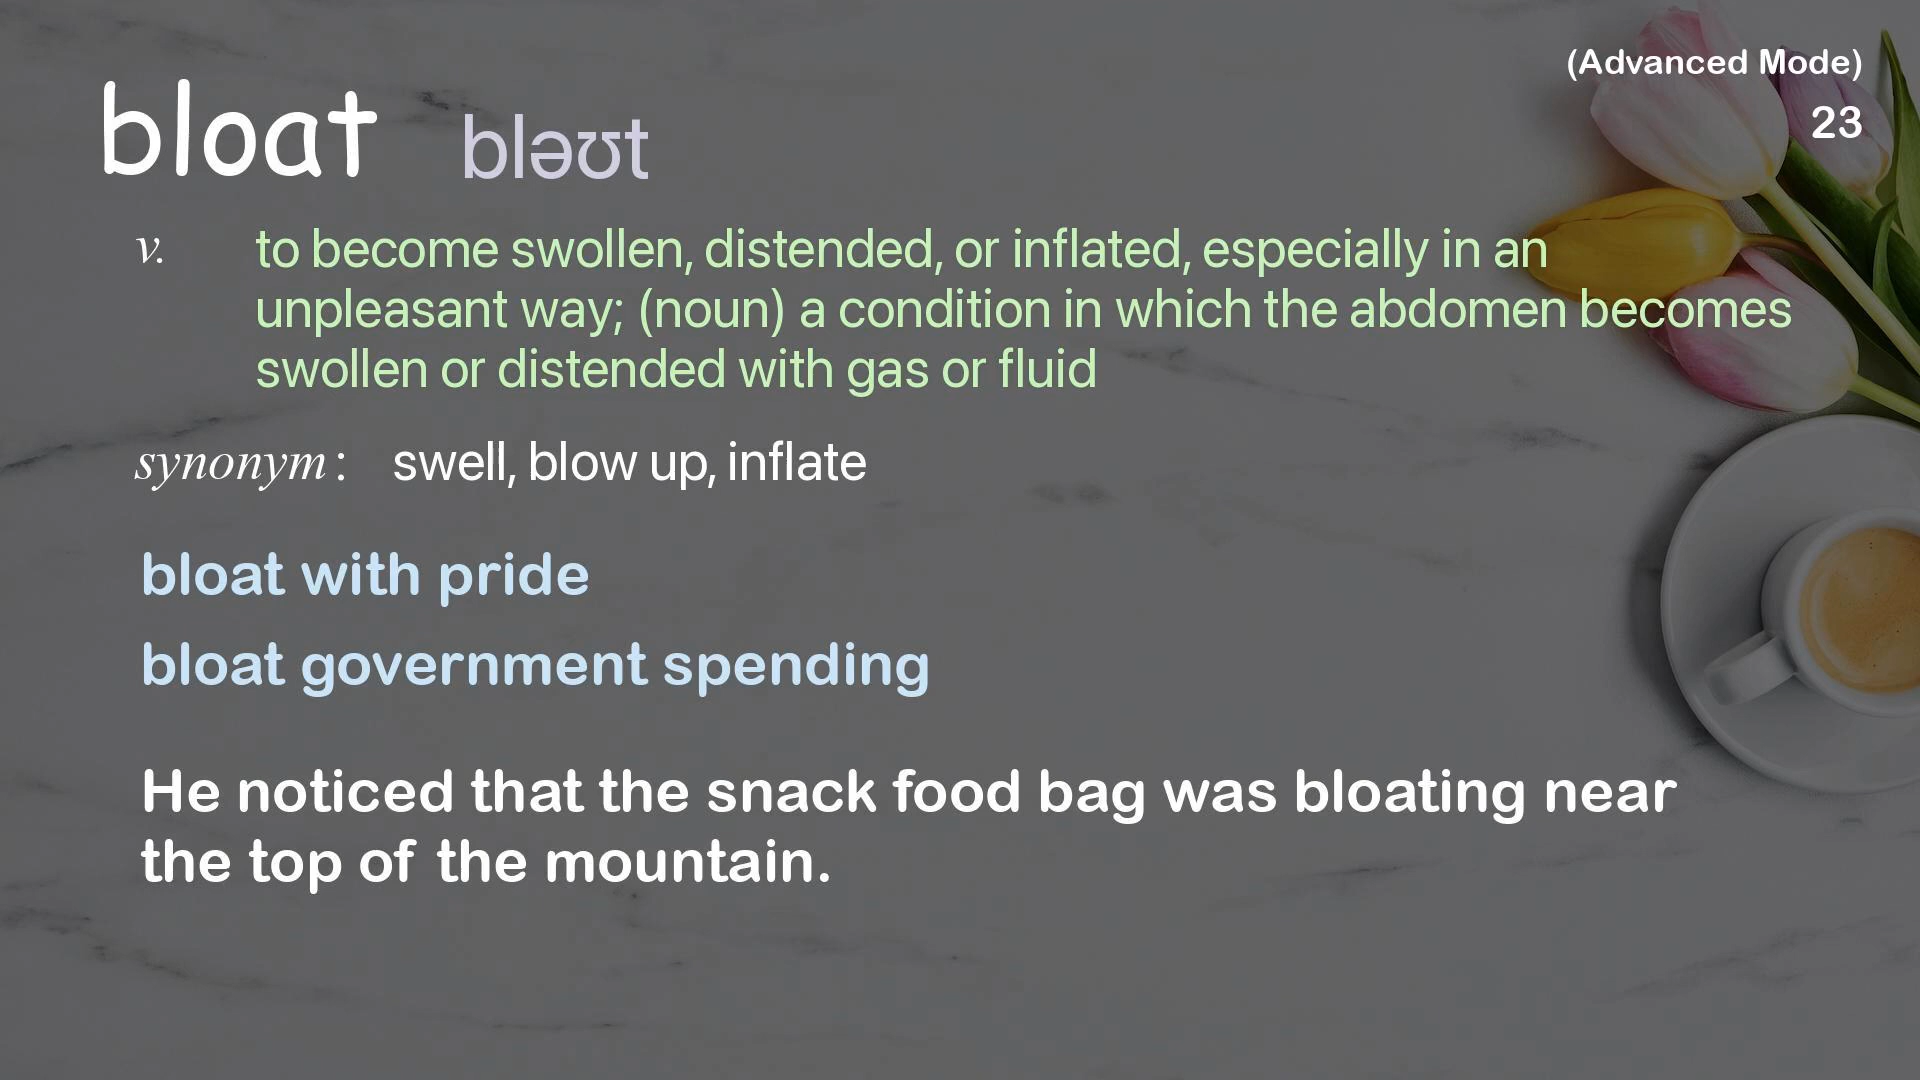 (Advanced Mode)
23
bloat bləʊt
v. to become swollen, distended, or inflated, especially in an
unpleasant way; (noun) a condition in which the abdomen becomes
swollen or distended with gas or fluid
synonym: swell, blow up, inflate
bloat with pride
bloat government spending
He noticed that the snack food bag was bloating near
the top of the mountain.